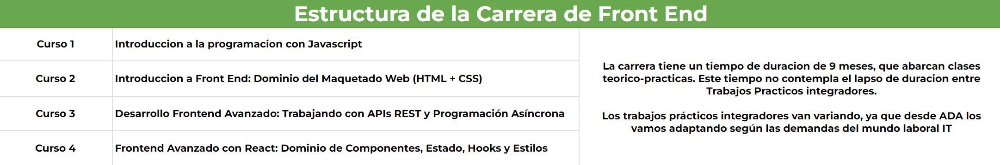 Estructura de la Carrera de Front End
Curso 1
Introduccion a la programacion con Javascript
Curso 2
Introduccion a Front End: Dominio del Maquetado Web (HTML + CSS)
Curso 3
Desarrollo Frontend Avanzado: Trabajando con APIs REST y Programación Asíncrona
Curso 4
Frontend Avanzado con React: Dominio de Componentes, Estado, Hooks y Estilos
La carrera tiene un tiempo de duracion de 9 meses, que abarcan clases
teorico-practicas. Este tiempo no contempla el lapso de duracion entre
Trabajos Practicos integradores.
Los trabajos prácticos integradores van variando, ya que desde ADA los
vamos adaptando según las demandas del mundo laboral IT